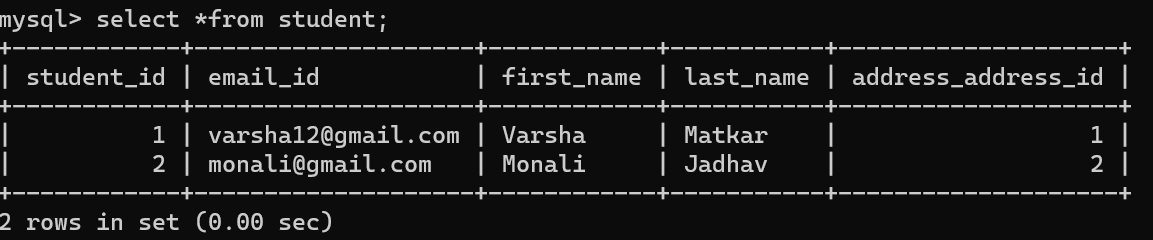 mysql> select *from student;
+------------+--------------------+------------+-----------+--------------------+
| student_id | email_id           | first_name | last_name | address_address_id |
+------------+--------------------+------------+-----------+--------------------+
|          1 | varsha12@gmail.com | Varsha     | Matkar    |                  1 |
|          2 | monali@gmail.com   | Monali     | Jadhav    |                  2 |
+------------+--------------------+------------+-----------+--------------------+
2 rows in set (0.00 sec)